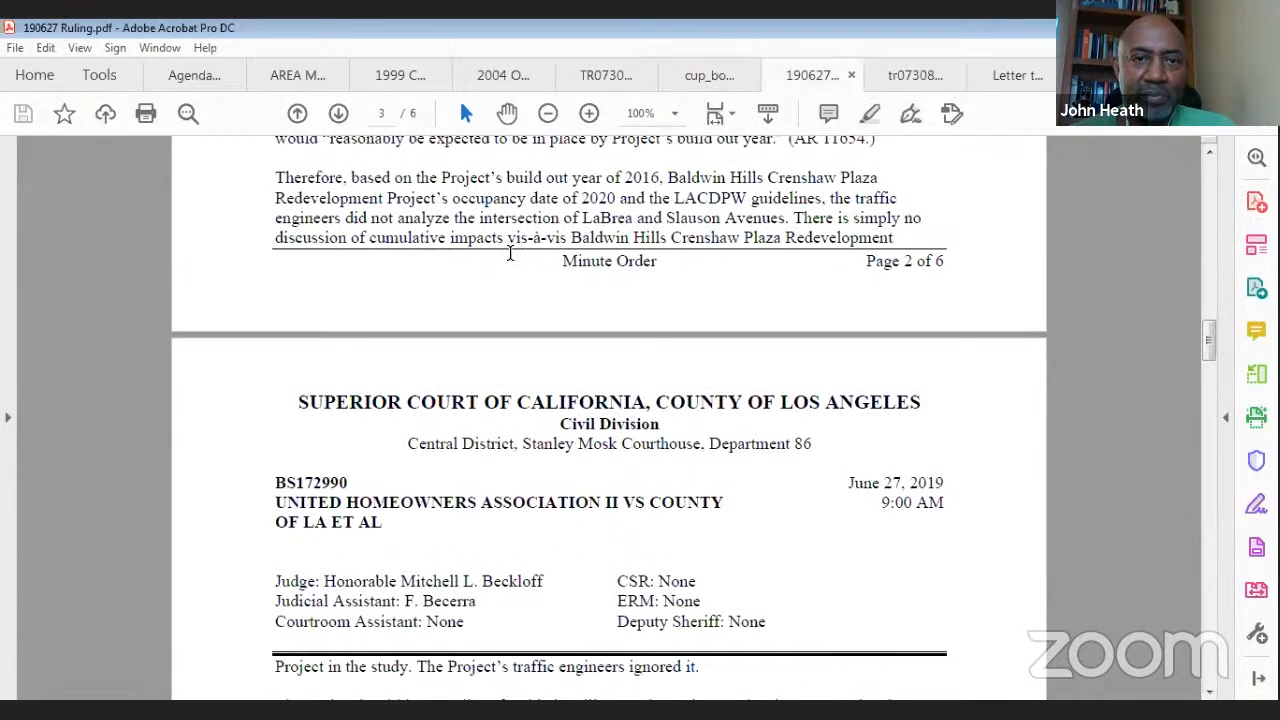 190627 Ruling.pdf - Adobe Acrobat Pro DC
File Edit View Sign Window Help
Home Tools Agenda... AREA M... 1999 C... 2004 O... TR0730... cup_bo... 190627... × tr07308... Letter t...
3 / 6 100%
John Heath
would “reasonably be expected to be in place by Project’s build out year.” (AR 11654.)
Therefore, based on the Project’s build out year of 2016, Baldwin Hills Crenshaw Plaza
Redevelopment Project’s occupancy date of 2020 and the LACDPW guidelines, the traffic
engineers did not analyze the intersection of LaBrea and Slauson Avenues. There is simply no
discussion of cumulative impacts vis-à-vis Baldwin Hills Crenshaw Plaza Redevelopment
Minute Order Page 2 of 6
SUPERIOR COURT OF CALIFORNIA, COUNTY OF LOS ANGELES
Civil Division
Central District, Stanley Mosk Courthouse, Department 86
BS172990 June 27, 2019
UNITED HOMEOWNERS ASSOCIATION II VS COUNTY 9:00 AM
OF LA ET AL
Judge: Honorable Mitchell L. Beckloff CSR: None
Judicial Assistant: F. Becerra ERM: None
Courtroom Assistant: None Deputy Sheriff: None
Project in the study. The Project’s traffic engineers ignored it.
zoom